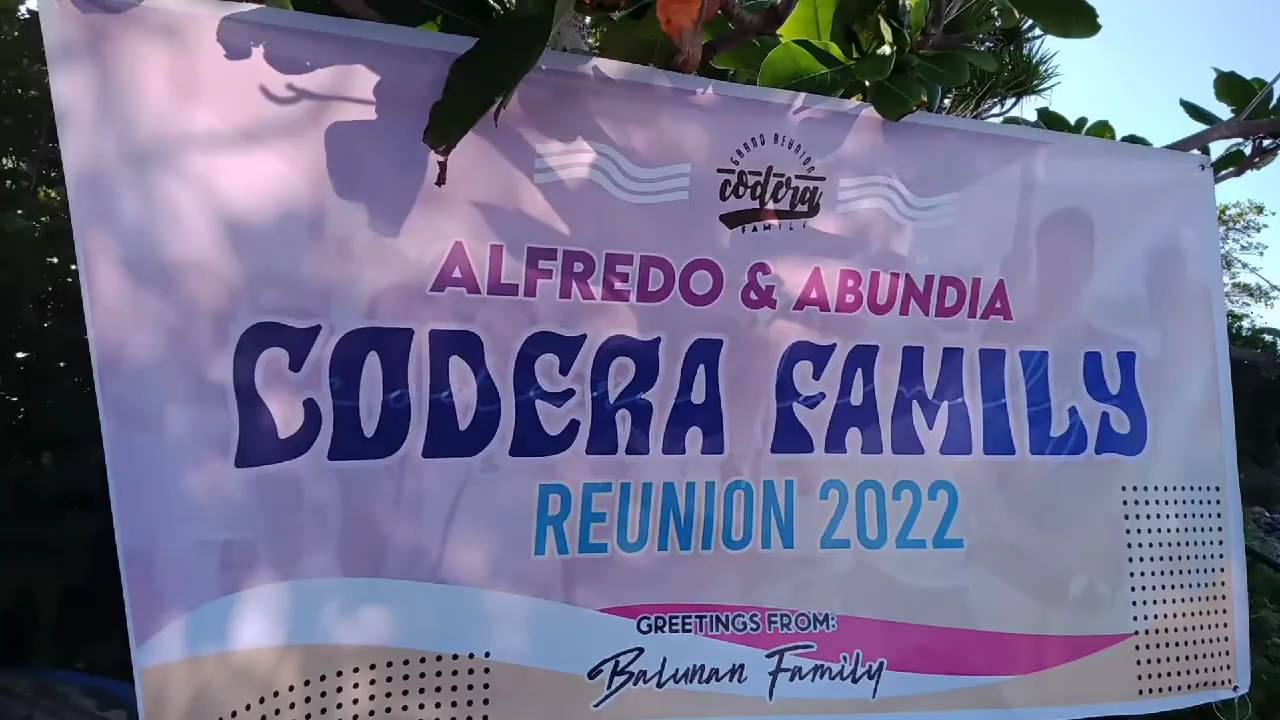 GRAND REUNION
codera
FAMILY
ALFREDO & ABUNDIA
CODERA FAMILY
REUNION 2022
GREETINGS FROM:
Balunan Family